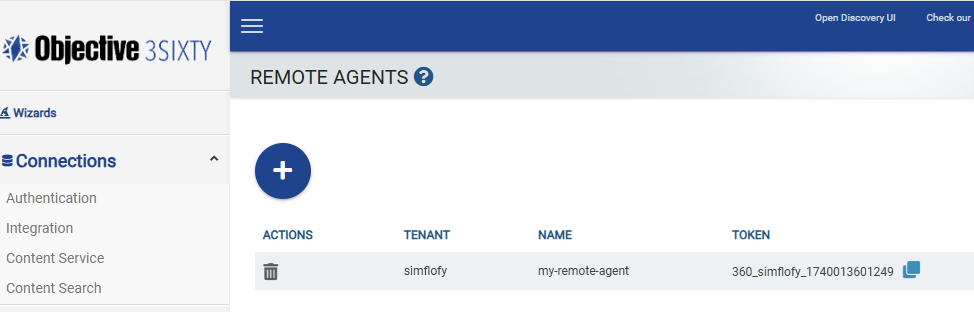 Objective 3SIXTY
Open Discovery UI
Check our
REMOTE AGENTS
Wizards
Connections
Authentication
Integration
Content Service
Content Search
ACTIONS TENANT NAME TOKEN
simflofy my-remote-agent 360_simflofy_1740013601249